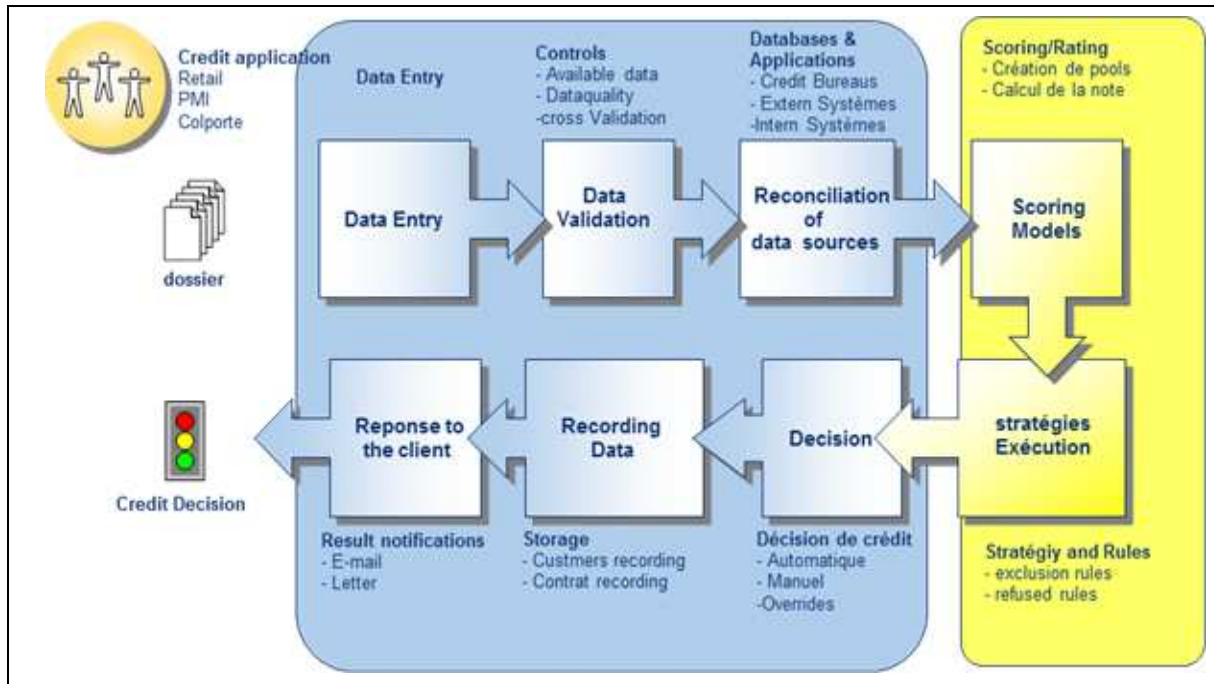 Credit application
Retail
PMI
Colporte
Data Entry
Controls
- Available data
- Dataquality
-cross Validation
Databases &
Applications
- Credit Bureaus
- Extern Systèmes
-Intern Systèmes
Scoring/Rating
- Création de pools
- Calcul de la note
dossier
Data Entry
Data
Validation
Reconciliation
of
data sources
Scoring
Models
Credit Decision
Reponse to
the client
Recording
Data
Decision
stratégies
Exécution
Result notifications
- E-mail
- Letter
Storage
- Custmers recording
- Contrat recording
Décision de crédit
- Automatique
- Manuel
-Overrides
Stratégiy and Rules
- exclusion rules
- refused rules